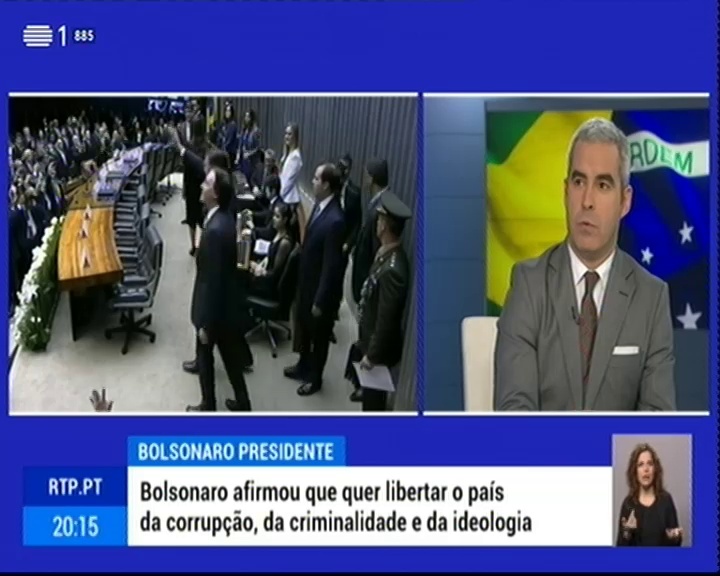 1 885
RDEM
BOLSONARO PRESIDENTE
RTP.PT
20:15
Bolsonaro afirmou que quer libertar o país
da corrupção, da criminalidade e da ideologia